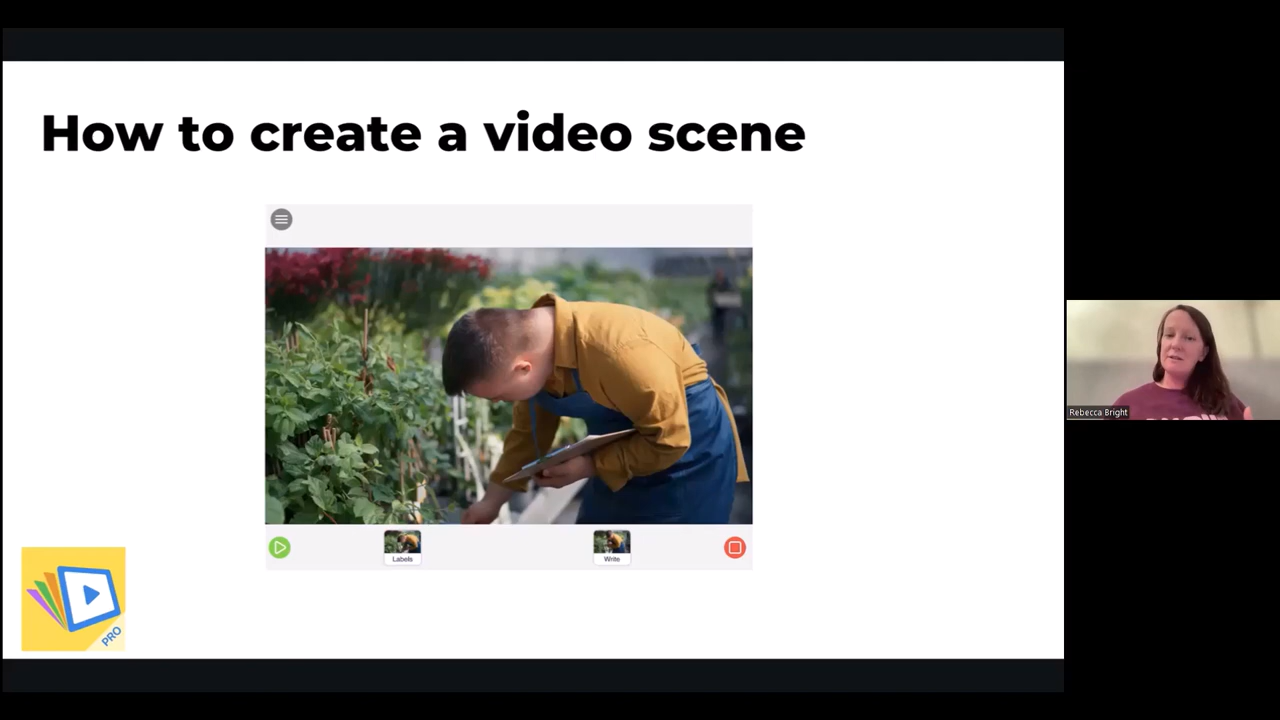 How to create a video scene
Labels
Write
PRO
Rebecca Bright